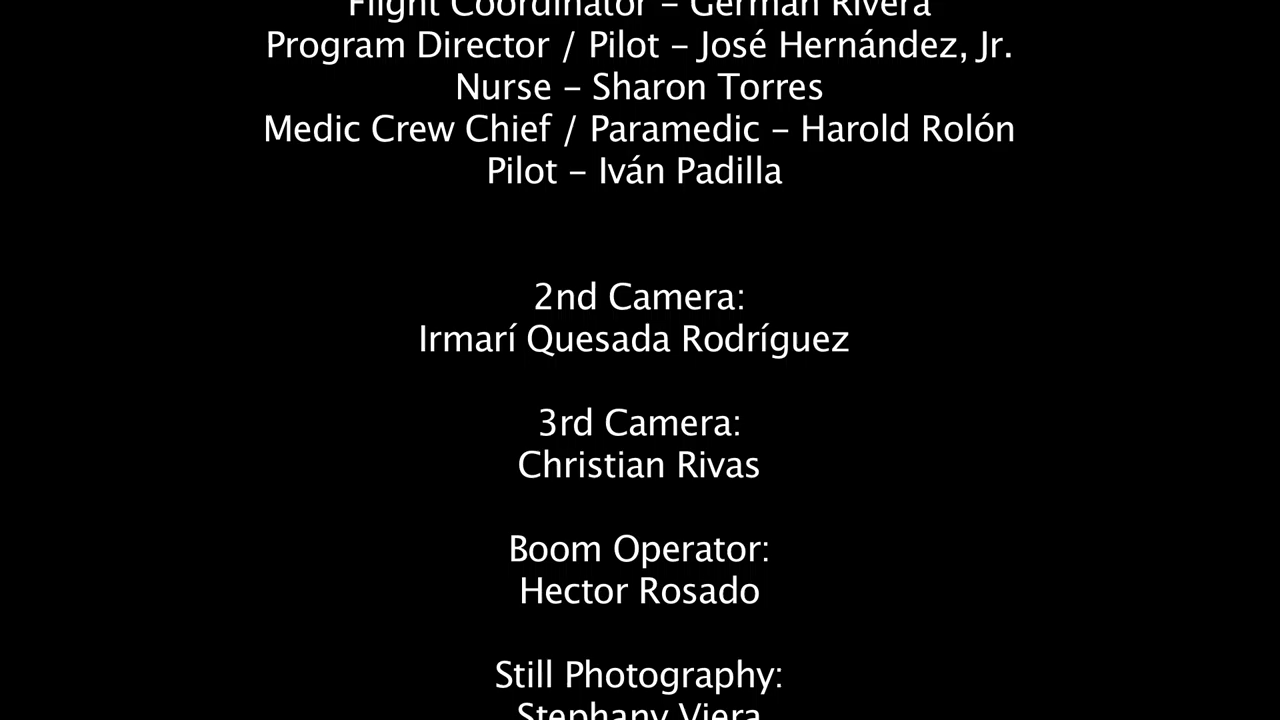 Flight Coordinator – German Rivera
Program Director / Pilot – José Hernández, Jr.
Nurse – Sharon Torres
Medic Crew Chief / Paramedic – Harold Rolón
Pilot – Iván Padilla
2nd Camera:
Irmarí Quesada Rodríguez
3rd Camera:
Christian Rivas
Boom Operator:
Hector Rosado
Still Photography:
Stephany Viera